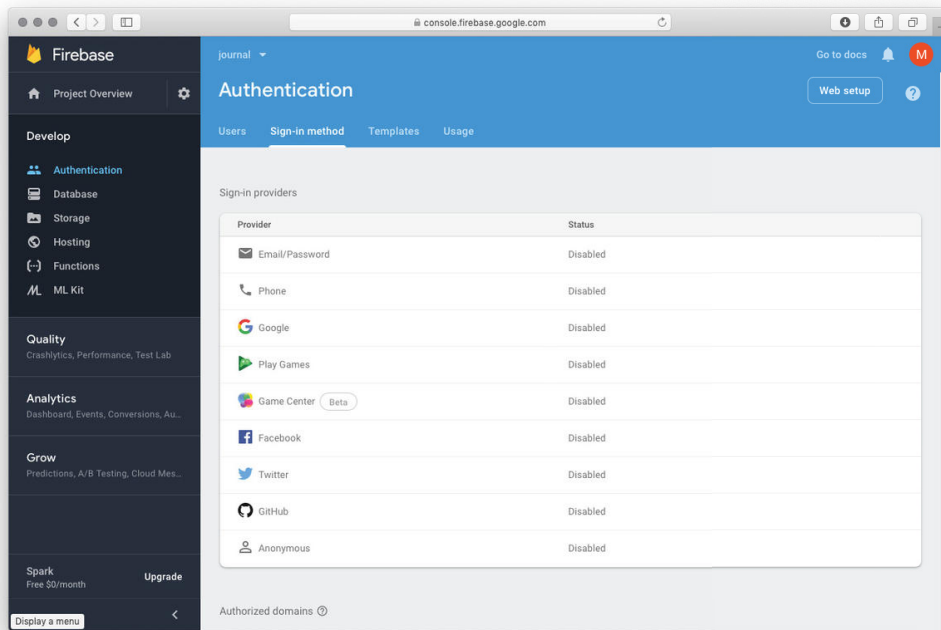 console.firebase.google.com
Firebase
Project Overview
Develop
Authentication
Database
Storage
Hosting
Functions
ML Kit
Quality
Crashlytics, Performance, Test Lab
Analytics
Dashboard, Events, Conversions, Au...
Grow
Predictions, A/B Testing, Cloud Mes...
Spark
Free $0/month
Upgrade
Display a menu
journal
Go to docs
M
Authentication
Web setup
Users Sign-in method Templates Usage
Sign-in providers
Provider Status
Email/Password Disabled
Phone Disabled
Google Disabled
Play Games Disabled
Game Center Beta Disabled
Facebook Disabled
Twitter Disabled
GitHub Disabled
Anonymous Disabled
Authorized domains